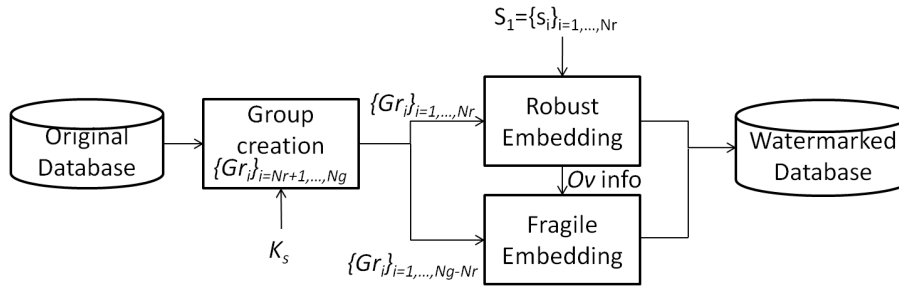 S1={si}i=1,...,Nr
Original
Database
Group
creation
{Gri}i=Nr+1,...,Ng
Ks
{Gri}i=1,...,Nr
{Gri}i=1,...,Ng-Nr
Robust
Embedding
Ov info
Fragile
Embedding
Watermarked
Database